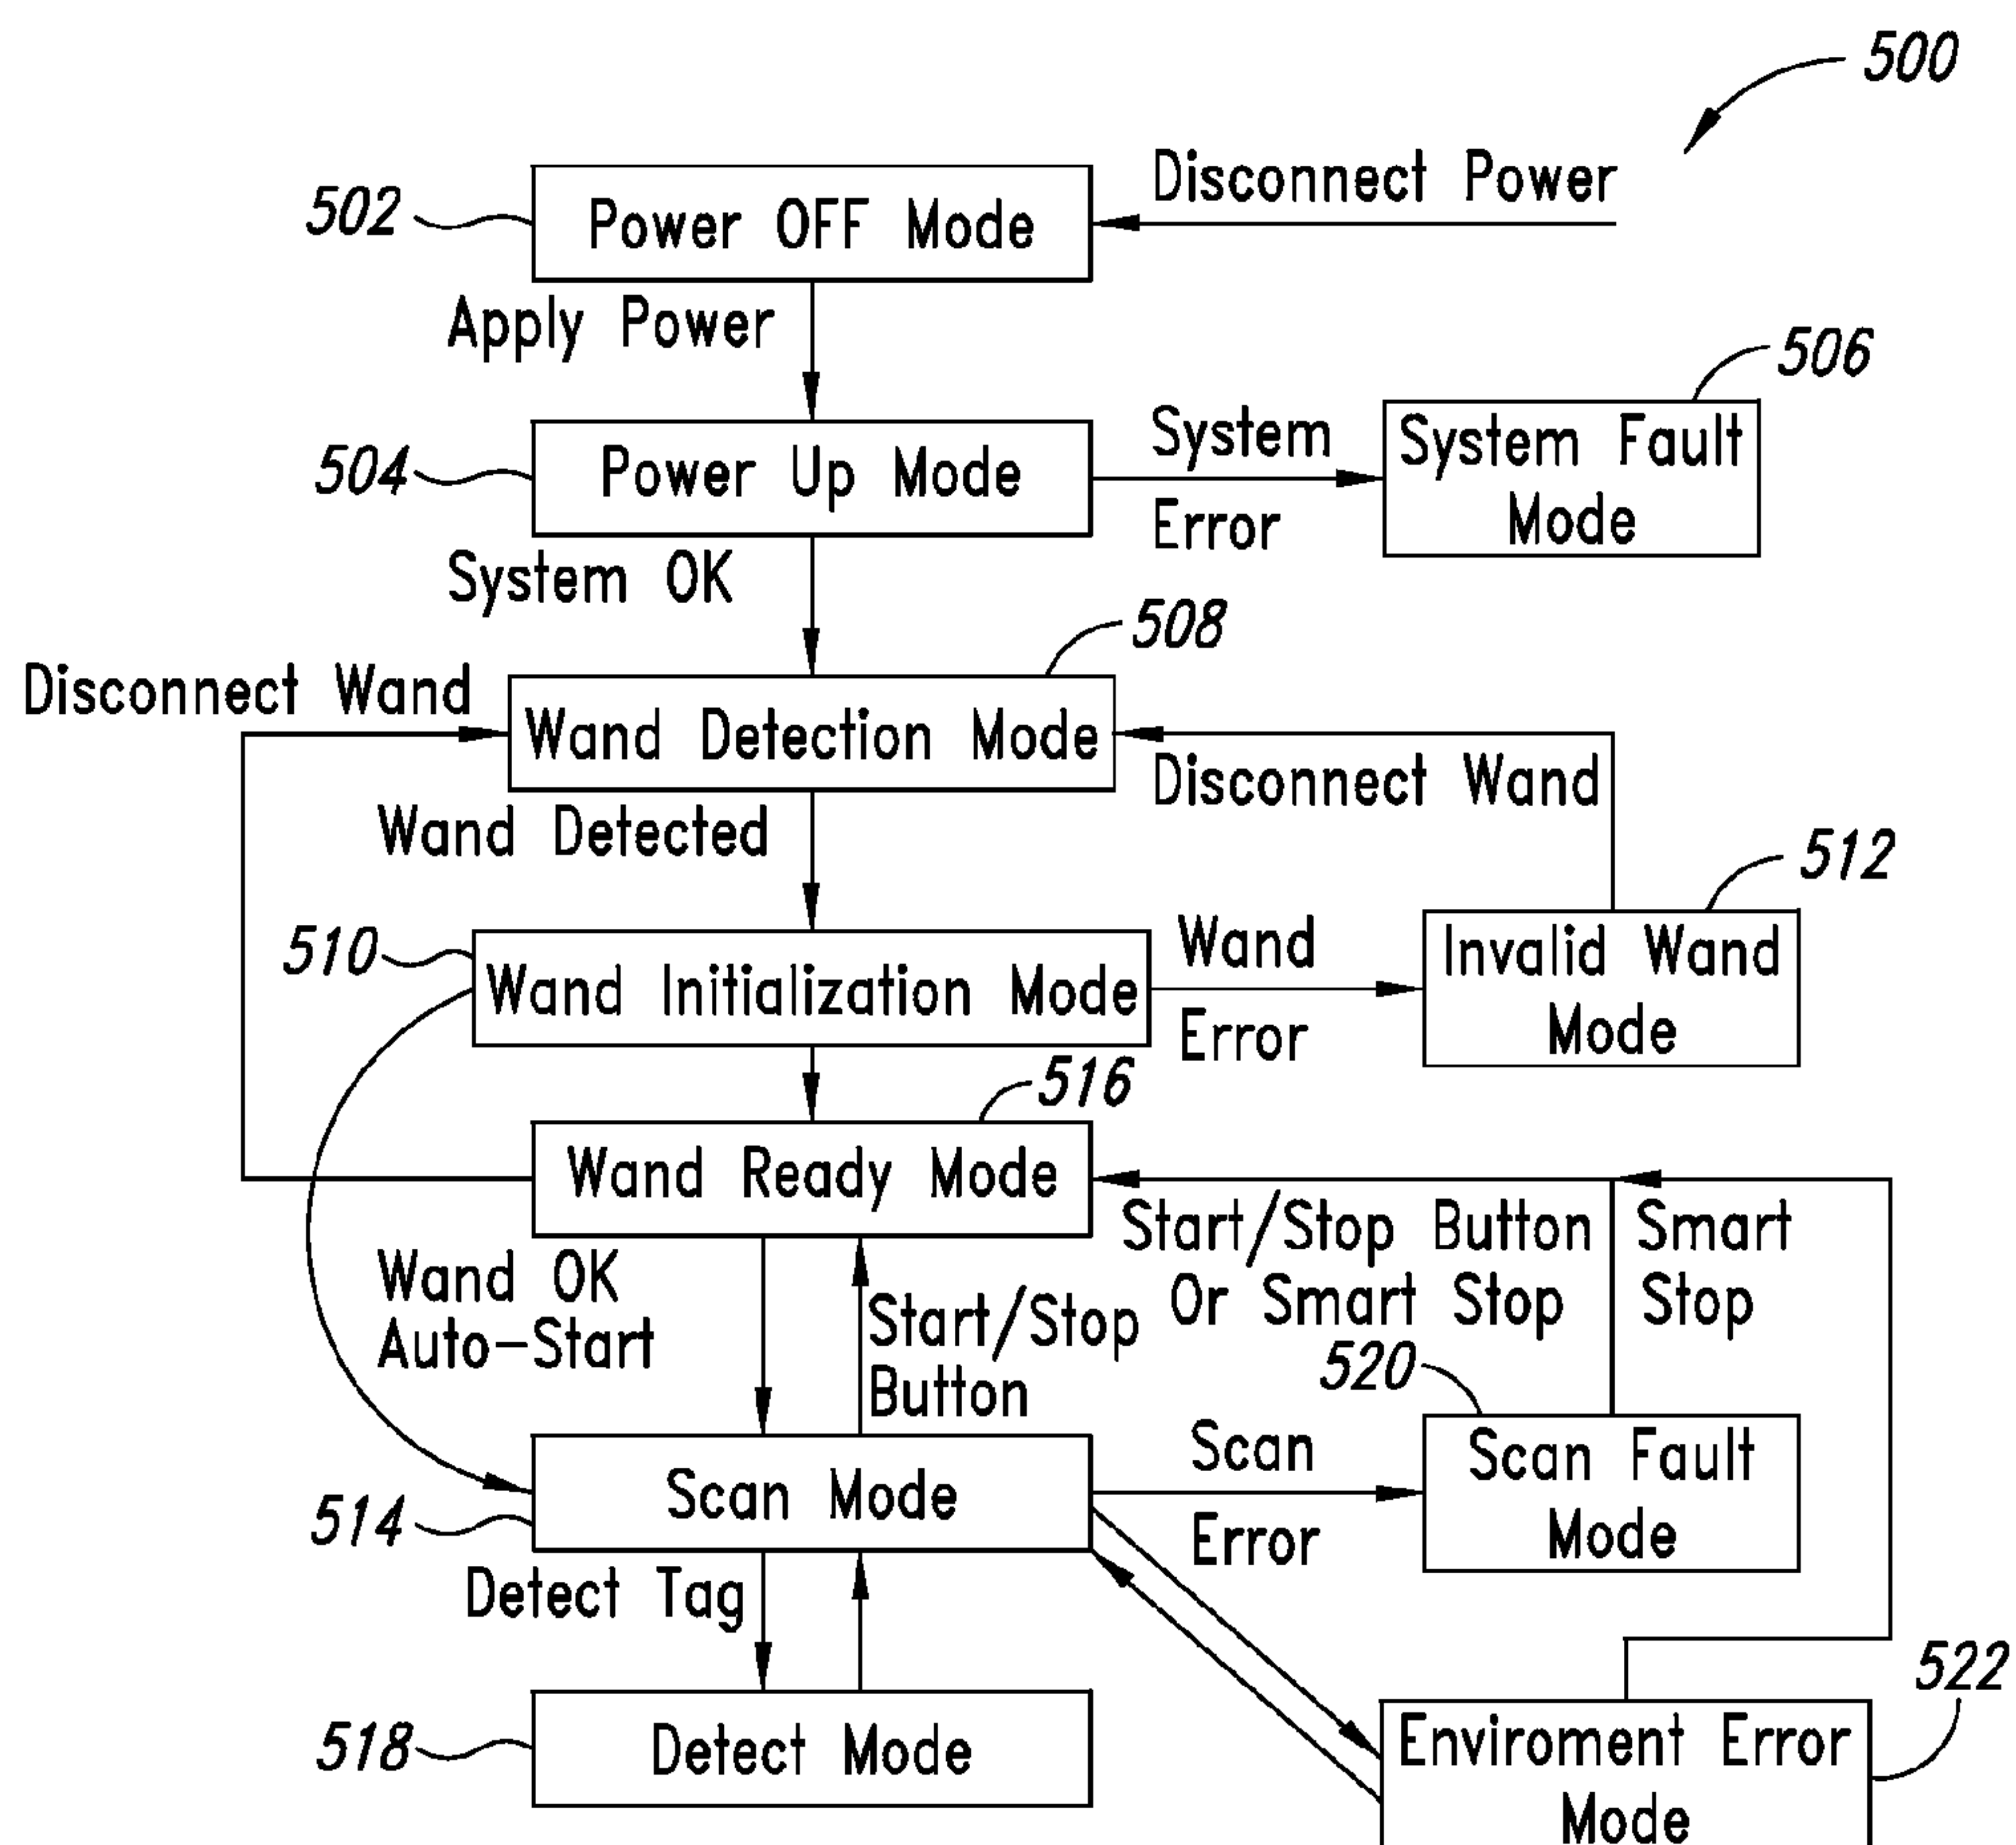 500
Disconnect Power
502
Power OFF Mode
Apply Power
506
504
Power Up Mode
System
Error
System Fault
Mode
System OK
508
Disconnect Wand
Wand Detection Mode
Disconnect Wand
Wand Detected
512
510
Wand Initialization Mode
Wand
Error
Invalid Wand
Mode
516
Wand Ready Mode
Start/Stop Button
Or Smart Stop
Smart
Stop
Wand OK
Auto-Start
Start/Stop
Button
520
Scan Mode
Scan
Error
Scan Fault
Mode
514
Detect Tag
522
518
Detect Mode
Enviroment Error
Mode